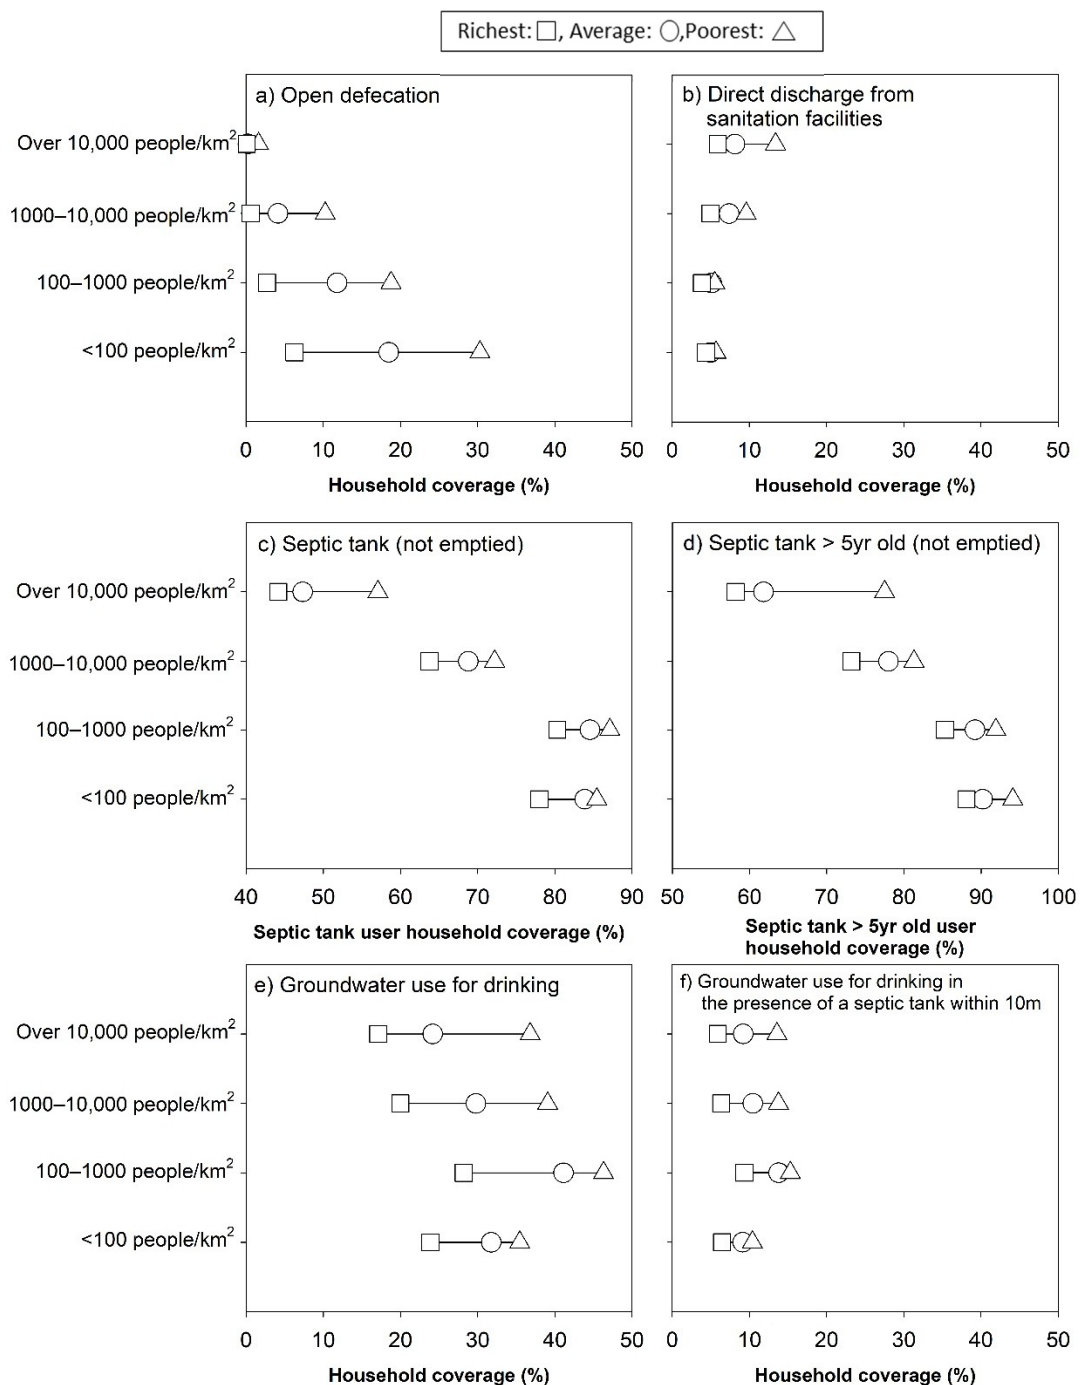 Richest: □, Average: ○,Poorest: △
a) Open defecation
b) Direct discharge from
sanitation facilities
Over 10,000 people/km²
1000–10,000 people/km²
100–1000 people/km²
<100 people/km²
0 10 20 30 40 50
Household coverage (%)
0 10 20 30 40 50
Household coverage (%)
c) Septic tank (not emptied)
d) Septic tank > 5yr old (not emptied)
Over 10,000 people/km²
1000–10,000 people/km²
100–1000 people/km²
<100 people/km²
40 50 60 70 80 90
Septic tank user household coverage (%)
50 60 70 80 90 100
Septic tank > 5yr old user
household coverage (%)
e) Groundwater use for drinking
f) Groundwater use for drinking in
the presence of a septic tank within 10m
Over 10,000 people/km²
1000–10,000 people/km²
100–1000 people/km²
<100 people/km²
0 10 20 30 40 50
Household coverage (%)
0 10 20 30 40 50
Household coverage (%)